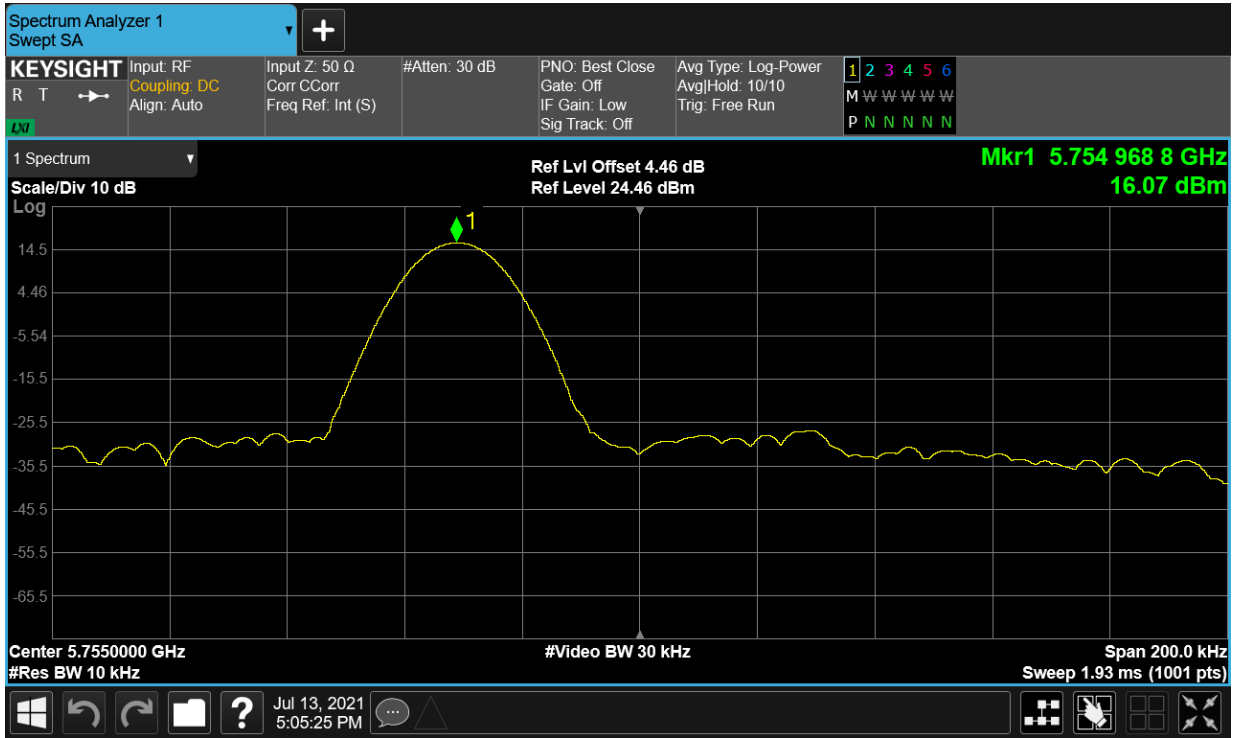 Spectrum Analyzer 1
Swept SA
▼
+
KEYSIGHT
R T
LXI
Input: RF
Coupling: DC
Align: Auto
Input Z: 50 Ω
Corr CCorr
Freq Ref: Int (S)
#Atten: 30 dB
PNO: Best Close
Gate: Off
IF Gain: Low
Sig Track: Off
Avg Type: Log-Power
Avg|Hold: 10/10
Trig: Free Run
1 2 3 4 5 6
M W W W W W
P N N N N N
1 Spectrum ▼
Scale/Div 10 dB
Log
Ref Lvl Offset 4.46 dB
Ref Level 24.46 dBm
Mkr1 5.754 968 8 GHz
16.07 dBm
1
14.5
4.46
-5.54
-15.5
-25.5
-35.5
-45.5
-55.5
-65.5
Center 5.7550000 GHz
#Res BW 10 kHz
#Video BW 30 kHz
Span 200.0 kHz
Sweep 1.93 ms (1001 pts)
?
Jul 13, 2021
5:05:25 PM